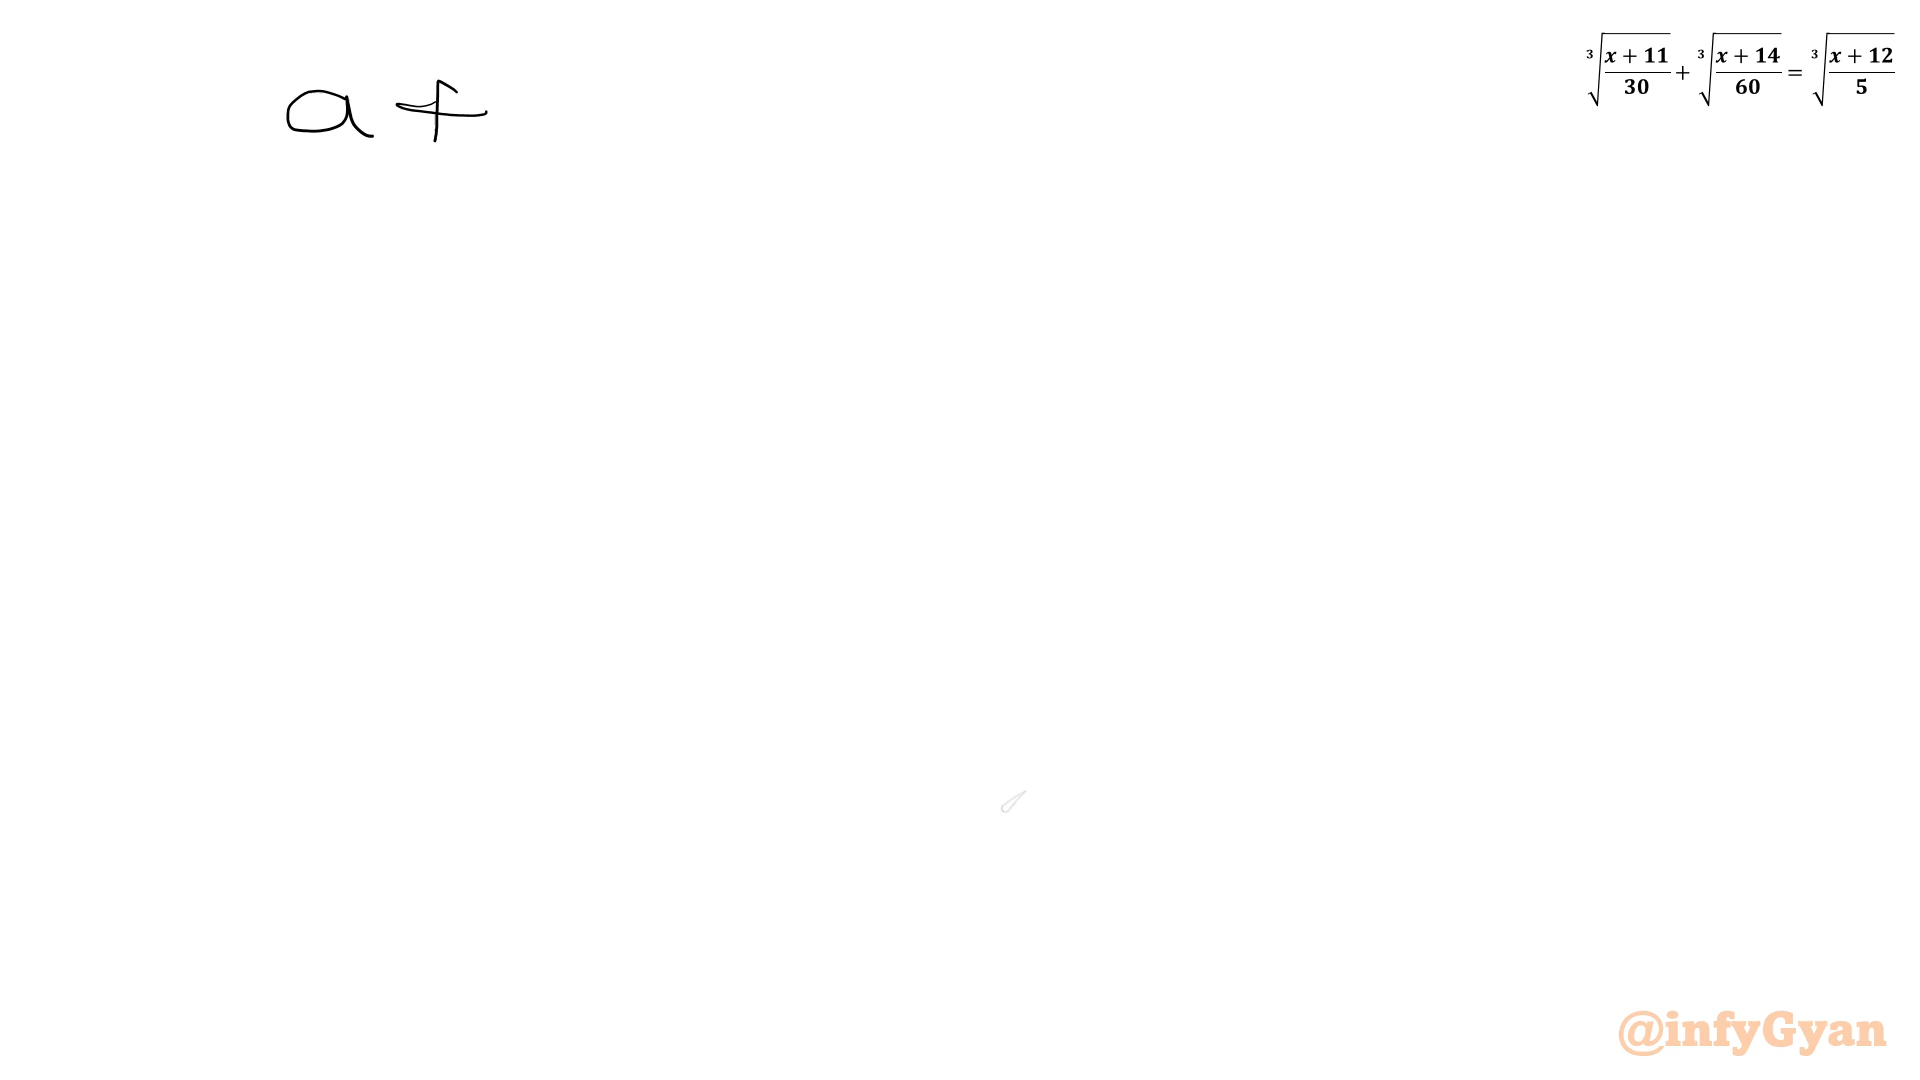 a +
∛((x + 11)/30) + ∛((x + 14)/60) = ∛((x + 12)/5)
@infyGyan